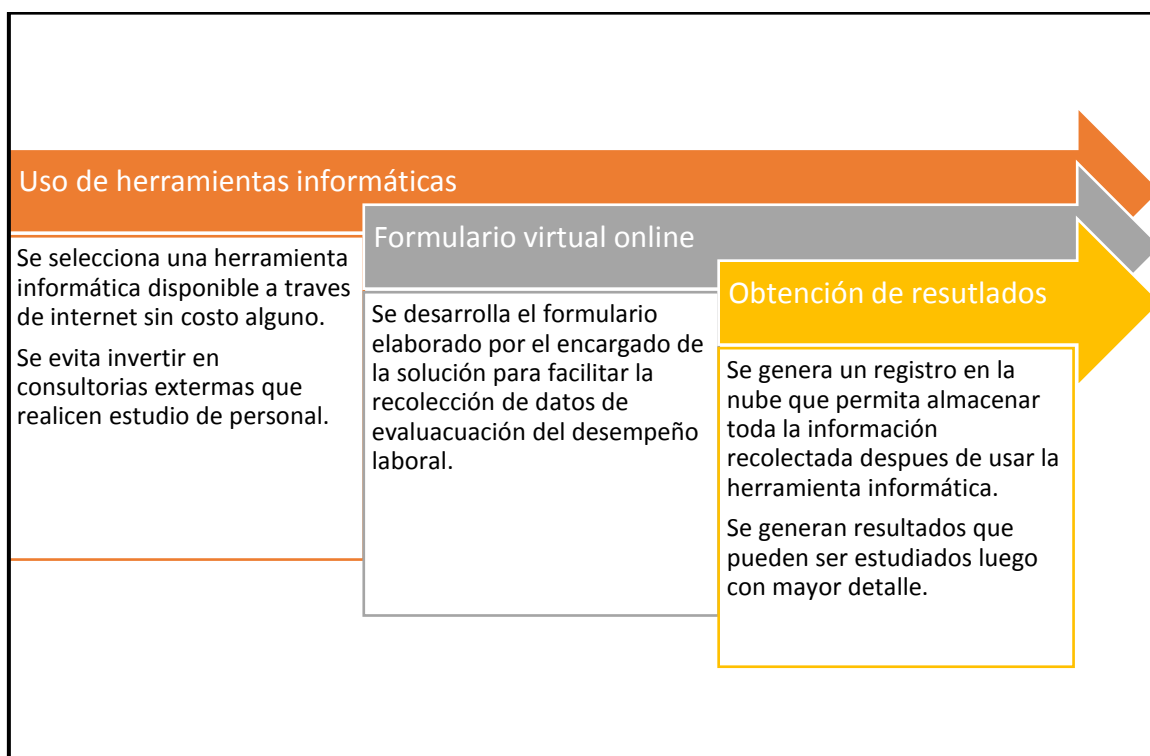 Uso de herramientas informáticas
Se selecciona una herramienta
informática disponible a traves
de internet sin costo alguno.
Se evita invertir en
consultorias extermas que
realicen estudio de personal.
Formulario virtual online
Se desarrolla el formulario
elaborado por el encargado de
la solución para facilitar la
recolección de datos de
evaluacuación del desempeño
laboral.
Obtención de resutlados
Se genera un registro en la
nube que permita almacenar
toda la información
recolectada despues de usar la
herramienta informática.
Se generan resultados que
pueden ser estudiados luego
con mayor detalle.